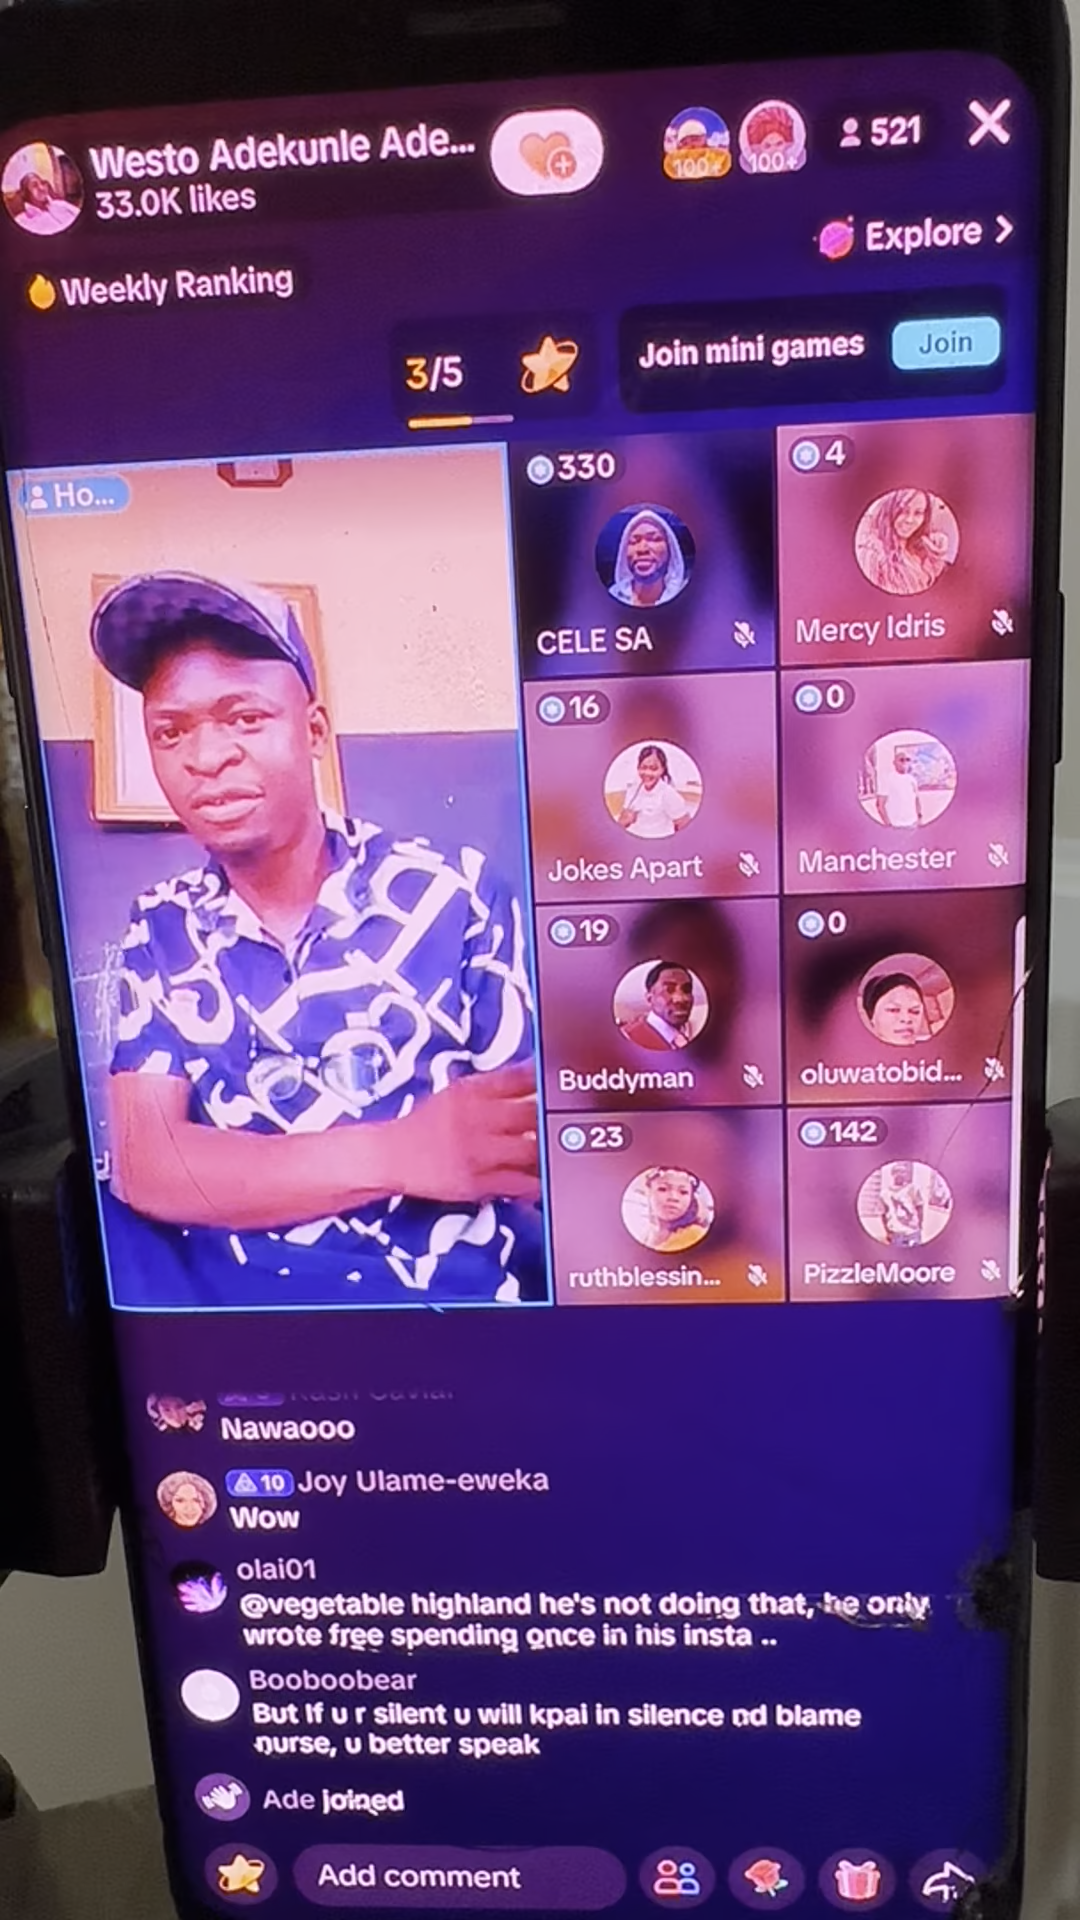 Westo Adekunle Ade...
33.0K likes
100+
100+
521
Explore >
Weekly Ranking
3/5
Join mini games
Join
Ho...
330
CELE SA
4
Mercy Idris
16
Jokes Apart
0
Manchester
19
Buddyman
0
oluwatobid...
23
ruthblessin...
142
PizzleMoore
Nawaooo
10 Joy Ulame-eweka
Wow
olai01
@vegetable highland he's not doing that, he only
wrote free spending once in his insta ..
Booboobear
But If u r silent u will kpai in silence nd blame
nurse, u better speak
Ade joined
Add comment